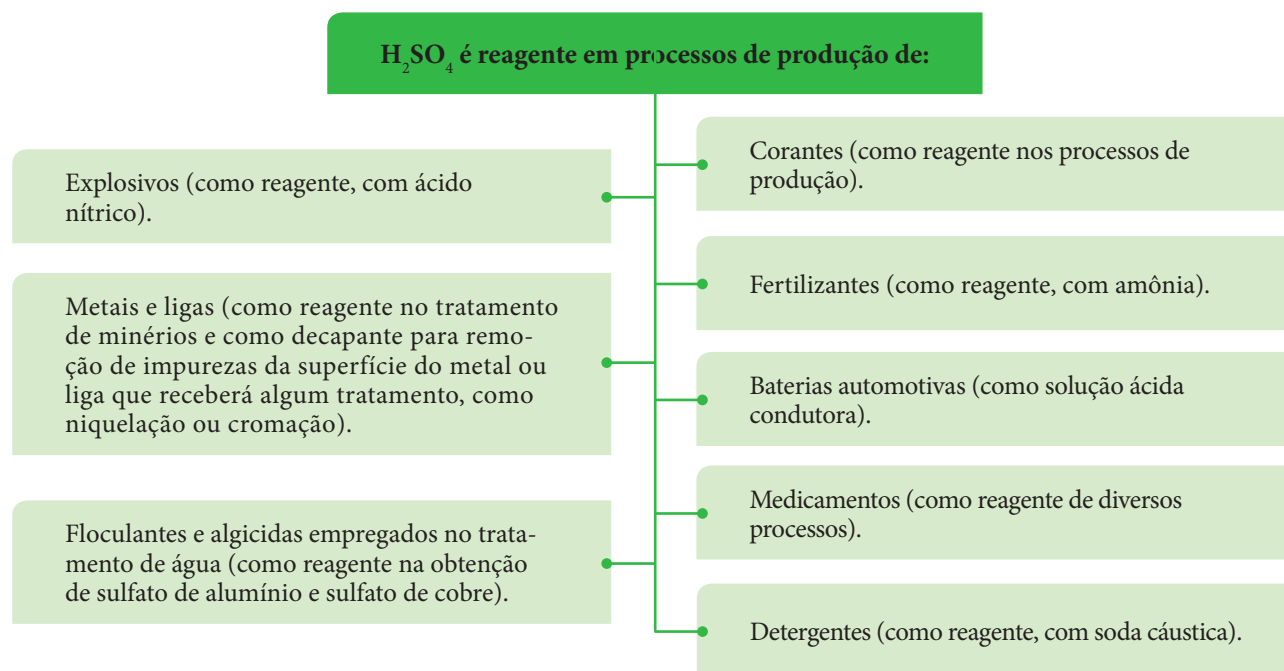 H₂SO₄ é reagente em processos de produção de:
Explosivos (como reagente, com ácido
nítrico).
Metais e ligas (como reagente no tratamento
de minérios e como decapante para remo-
ção de impurezas da superfície do metal ou
liga que receberá algum tratamento, como
niquelação ou cromação).
Floculantes e algicidas empregados no trata-
mento de água (como reagente na obtenção
de sulfato de alumínio e sulfato de cobre).
Corantes (como reagente nos processos de
produção).
Fertilizantes (como reagente, com amônia).
Baterias automotivas (como solução ácida
condutora).
Medicamentos (como reagente de diversos
processos).
Detergentes (como reagente, com soda cáustica).